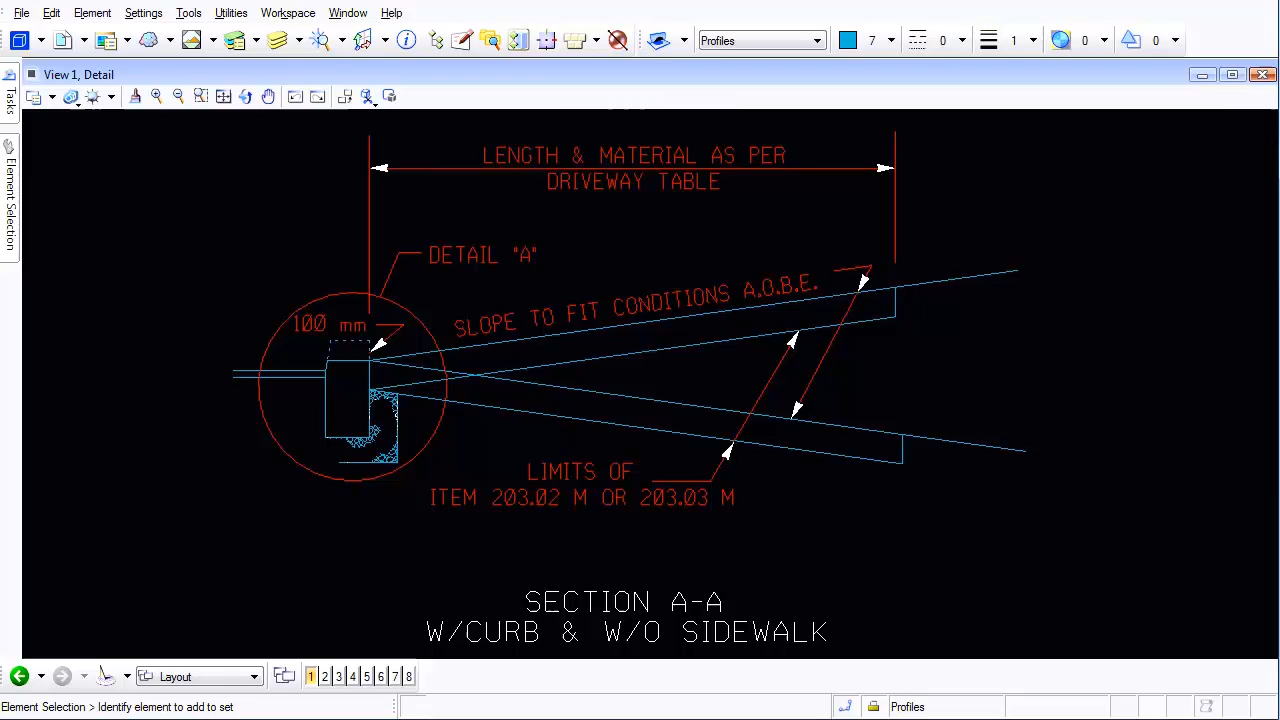 File Edit Element Settings Tools Utilities Workspace Window Help
Profiles 7 0 1 0 0
View 1, Detail
Tasks
Element Selection
LENGTH & MATERIAL AS PER
DRIVEWAY TABLE
DETAIL "A"
SLOPE TO FIT CONDITIONS A.O.B.E.
100 mm
LIMITS OF
ITEM 203.02 M OR 203.03 M
SECTION A-A
W/CURB & W/O SIDEWALK
Layout 1 2 3 4 5 6 7 8
Element Selection > Identify element to add to set Profiles